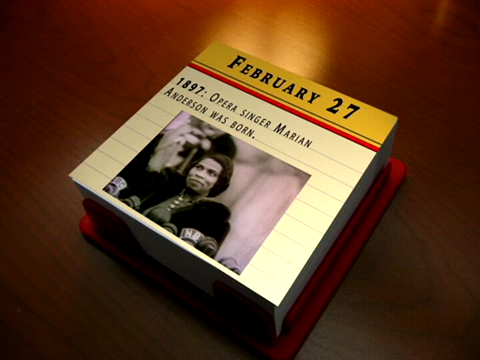 FEBRUARY 27
1897: OPERA SINGER MARIAN
ANDERSON WAS BORN.